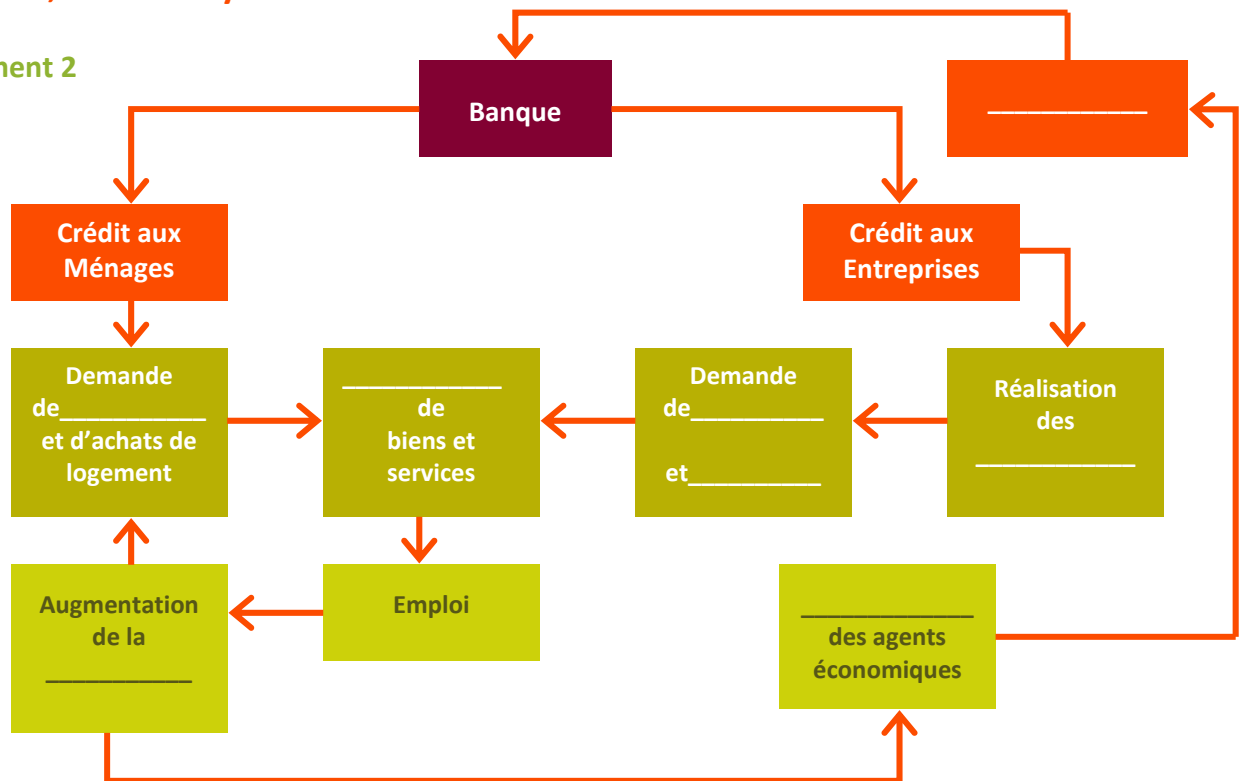 ment 2
Banque
____________
Crédit aux
Ménages
Crédit aux
Entreprises
Demande
de___________
et d'achats de
logement
____________
de
biens et
services
Demande
de__________
et__________
Réalisation
des
____________
Augmentation
de la
___________
Emploi
_____________
des agents
économiques